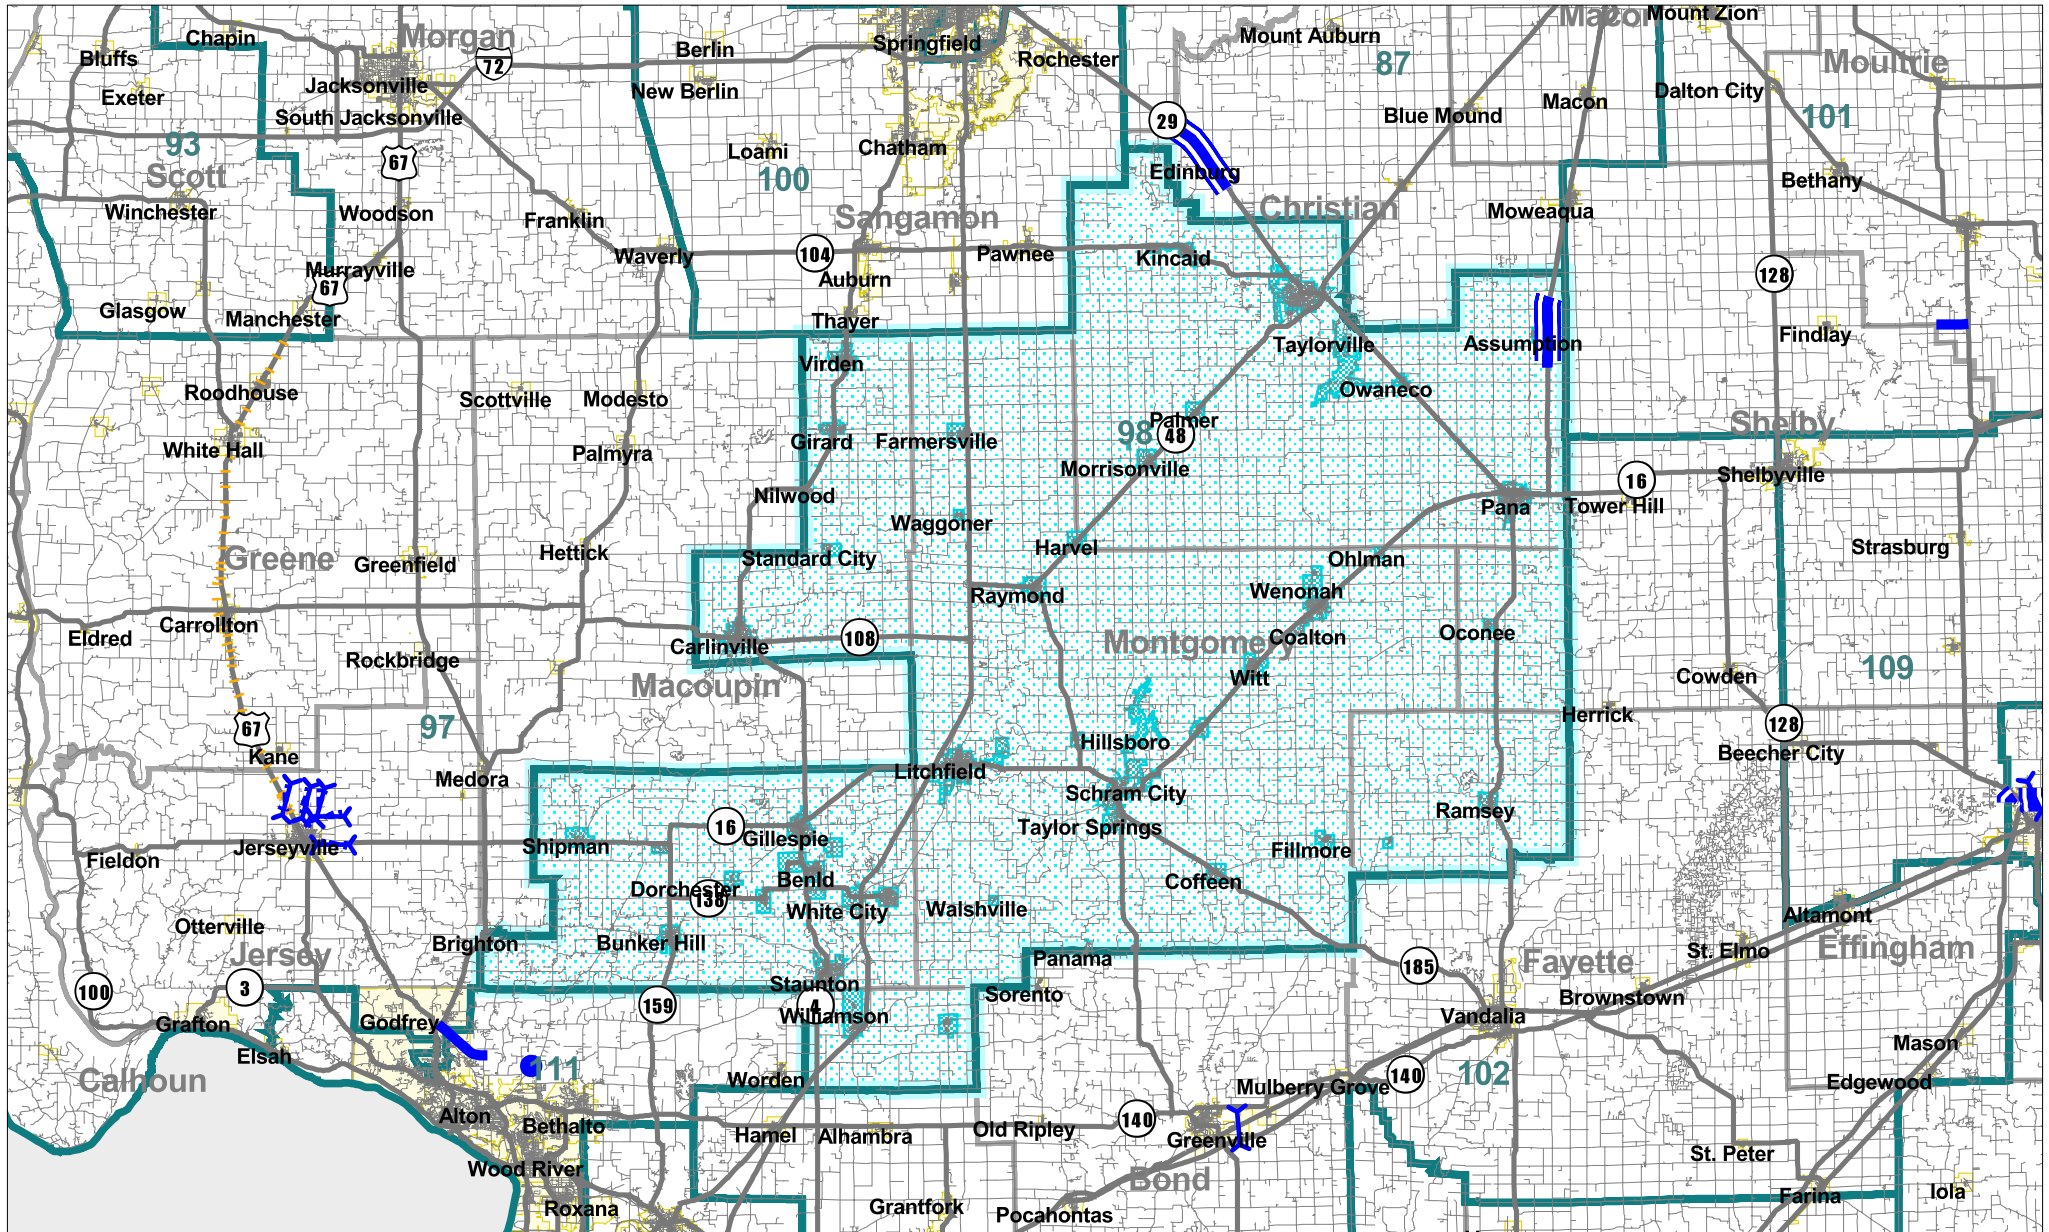 Chapin
Morgan
Bluffs
Berlin
Springfield
Rochester
Mount Auburn
Mount Zion
87
Moultrie
72
Jacksonville
New Berlin
Exeter
South Jacksonville
Dalton City
Macon
Blue Mound
101
29
93
67
Loami
Chatham
100
Edinburg
Scott
Bethany
Winchester
Woodson
Franklin
Sangamon
Christian
Moweaqua
Waverly
104
Pawnee
Kincaid
Murrayville
67
Auburn
128
Glasgow
Manchester
Thayer
Taylorville
Assumption
Findlay
Virden
Roodhouse
Scottville
Modesto
Owaneco
Palmer
98
48
Shelby
White Hall
Palmyra
Girard
Farmersville
Morrisonville
Shelbyville
16
Nilwood
Pana
Tower Hill
Waggoner
Harvel
Strasburg
Greene
Greenfield
Hettick
Standard City
Ohlman
Raymond
Wenonah
Eldred
Carrollton
108
Carlinville
Montgomery
Coalton
Oconee
Rockbridge
109
Macoupin
Witt
Cowden
97
67
Herrick
128
Kane
Medora
Litchfield
Hillsboro
Beecher City
Schram City
Ramsey
16
Gillespie
Taylor Springs
Fieldon
Jerseyville
Shipman
Fillmore
Benld
Dorchester
138
Coffeen
White City
Walshville
Altamont
Otterville
Jersey
Brighton
Bunker Hill
Panama
185
Fayette
St. Elmo
Effingham
100
3
Staunton
159
4
Sorento
Brownstown
Grafton
Godfrey
Williamson
Vandalia
Elsah
Mason
Calhoun
111
Worden
Mulberry Grove
140
102
Edgewood
Alton
Bethalto
Hamel
Alhambra
Old Ripley
140
Greenville
Wood River
Bond
St. Peter
Roxana
Grantfork
Pocahontas
Farina
Iola